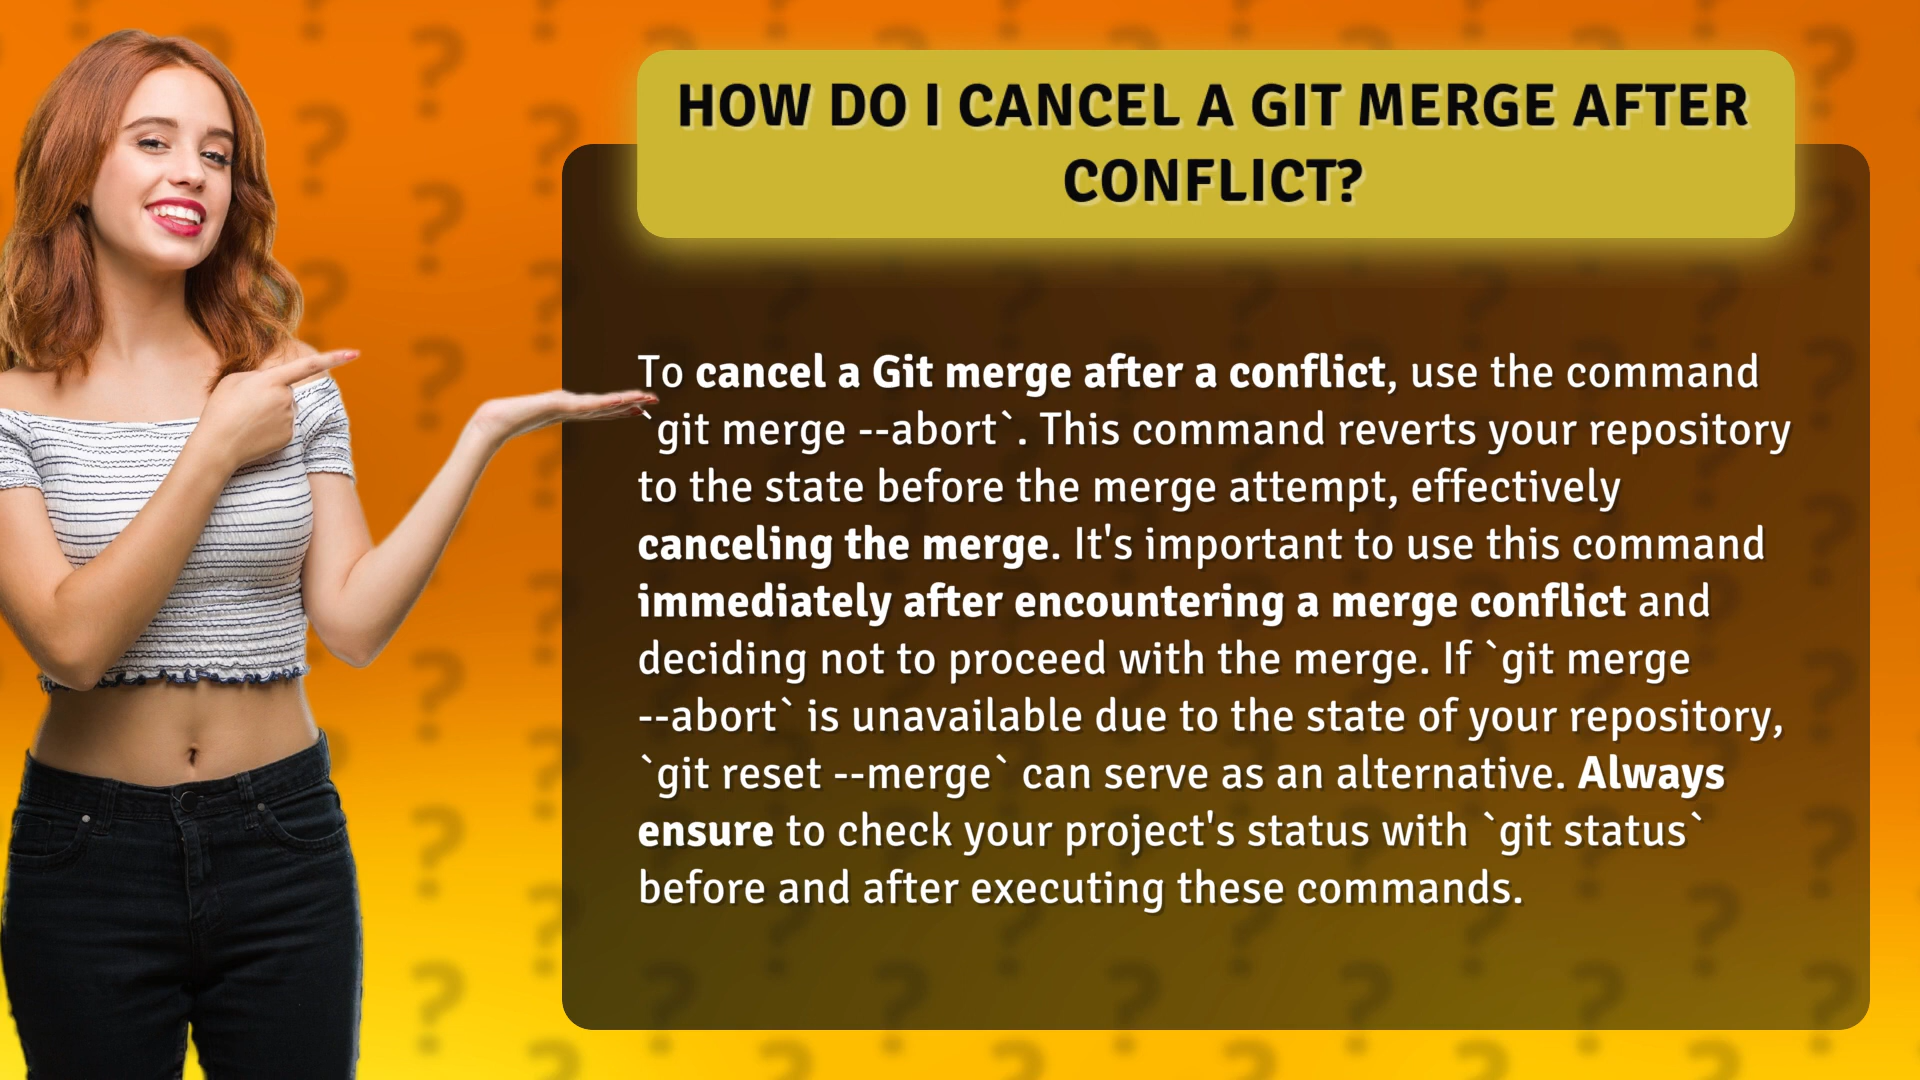 HOW DO I CANCEL A GIT MERGE AFTER
CONFLICT?
To cancel a Git merge after a conflict, use the command
`git merge --abort`. This command reverts your repository
to the state before the merge attempt, effectively
canceling the merge. It's important to use this command
immediately after encountering a merge conflict and
deciding not to proceed with the merge. If `git merge
--abort` is unavailable due to the state of your repository,
`git reset --merge` can serve as an alternative. Always
ensure to check your project's status with `git status`
before and after executing these commands.